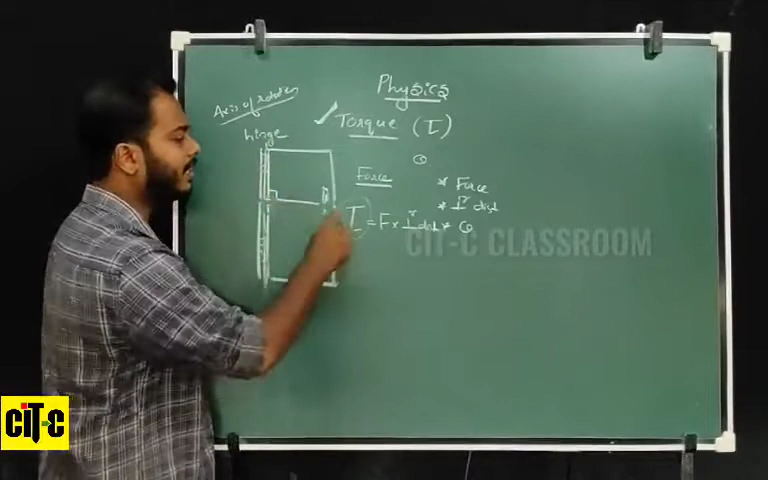 Physics
Axis of rotation
✓ Torque (τ)
hinge
Θ
Force
* Force
* ⊥r dist
τ = F × ⊥r dist
* Θ
CIT-C CLASSROOM
CiT-C